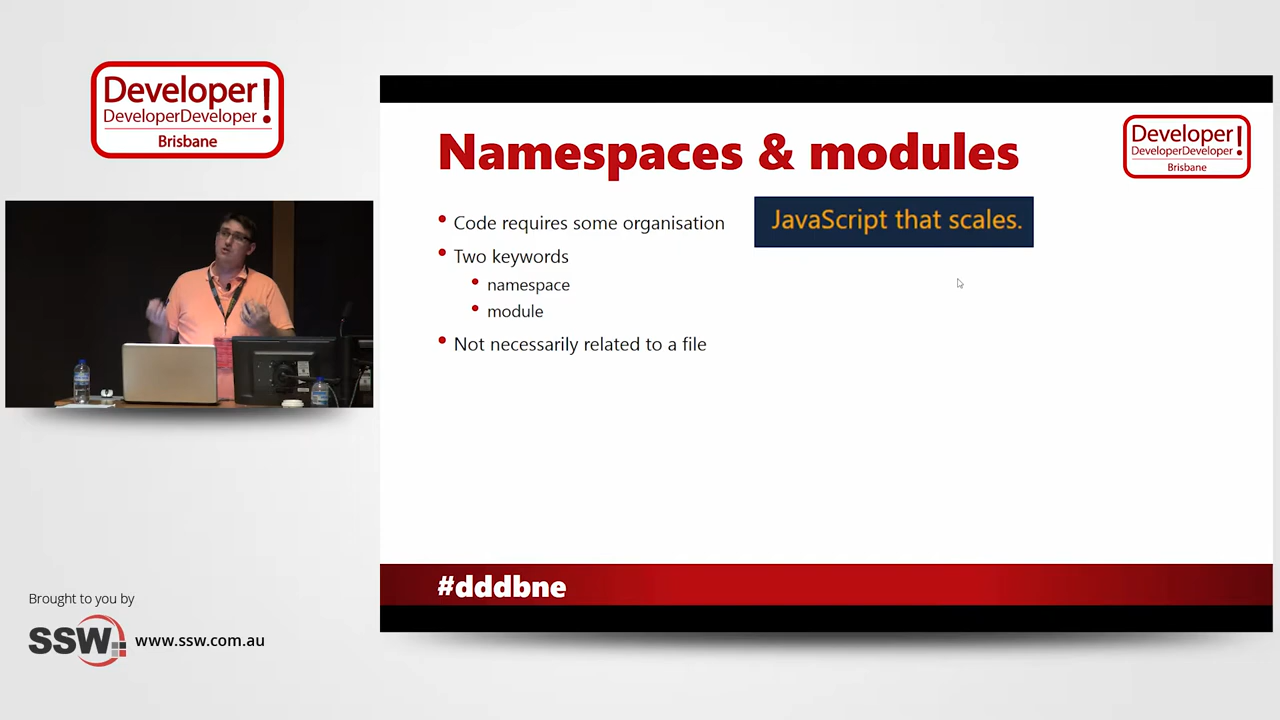 Developer!
DeveloperDeveloper
Brisbane
Namespaces & modules
Developer!
DeveloperDeveloper
Brisbane
• Code requires some organisation
JavaScript that scales.
• Two keywords
• namespace
• module
• Not necessarily related to a file
#dddbne
Brought to you by
SSW www.ssw.com.au